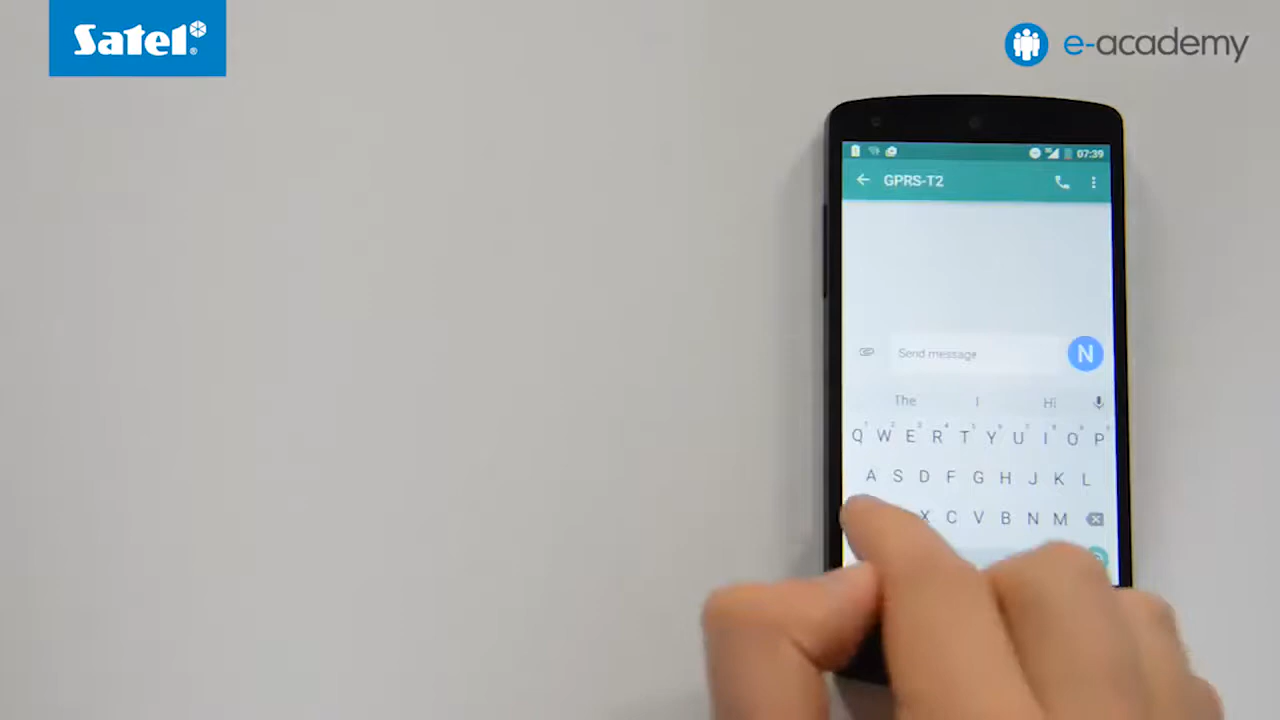 Satel®
e-academy
07:39
GPRS-T2
Send message
N
The I Hi
Q W E R T Y U I O P
A S D F G H J K L
X C V B N M